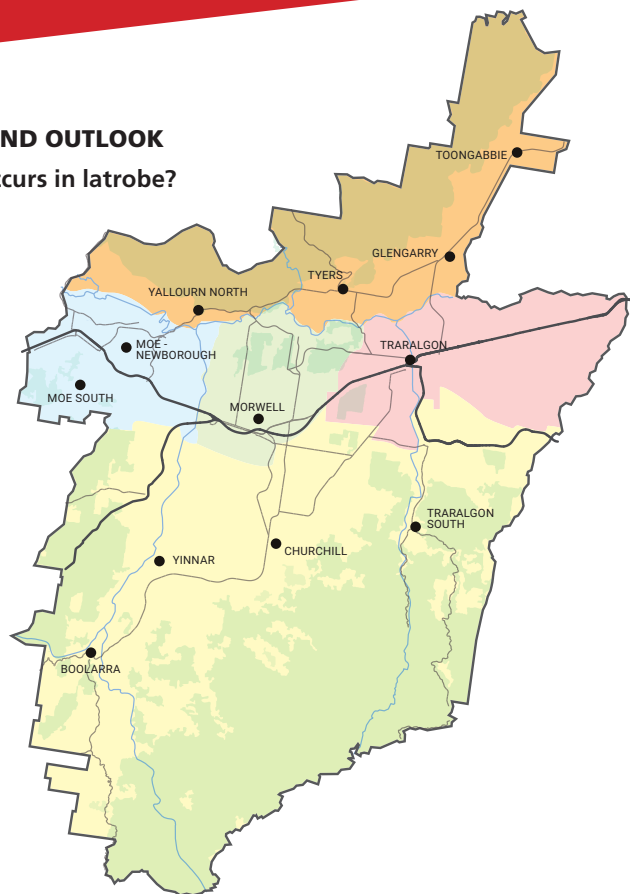 ND OUTLOOK
curs in latrobe?
TOONGABBIE
GLENGARRY
TYERS
YALLOURN NORTH
MOE -
NEWBOROUGH
TRARALGON
MOE SOUTH
MORWELL
TRARALGON
SOUTH
CHURCHILL
YINNAR
BOOLARRA